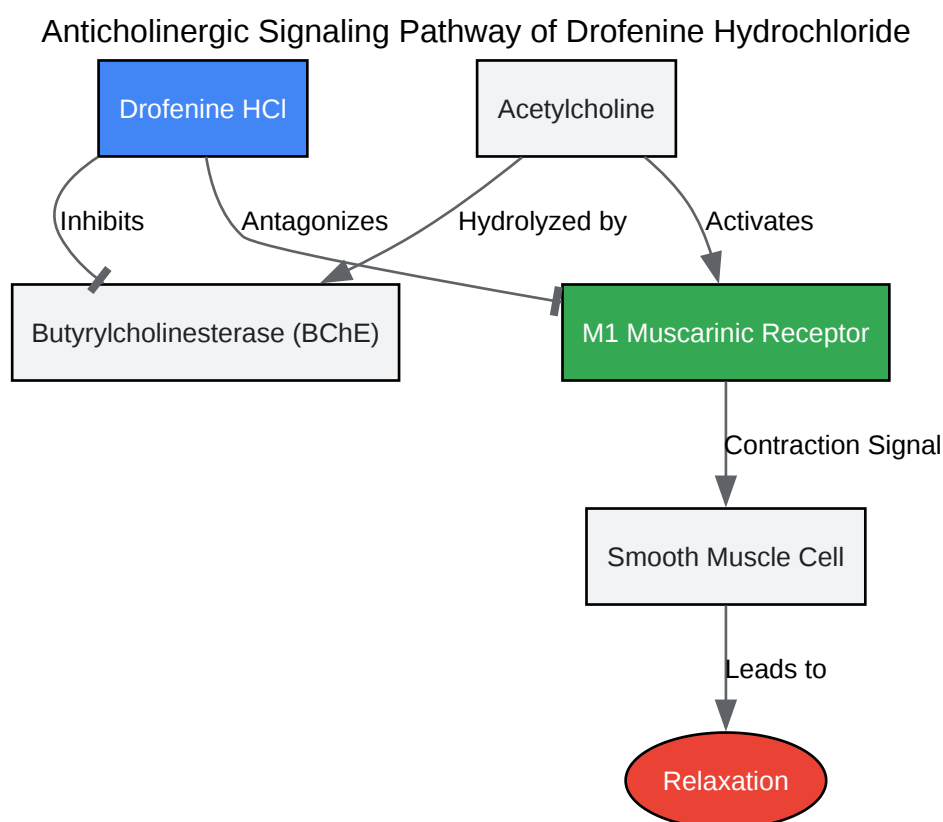 Anticholinergic Signaling Pathway of Drofenine Hydrochloride
Drofenine HCl
Acetylcholine
Inhibits
Antagonizes
Hydrolyzed by
Activates
Butyrylcholinesterase (BChE)
M1 Muscarinic Receptor
Contraction Signal
Smooth Muscle Cell
Leads to
Relaxation